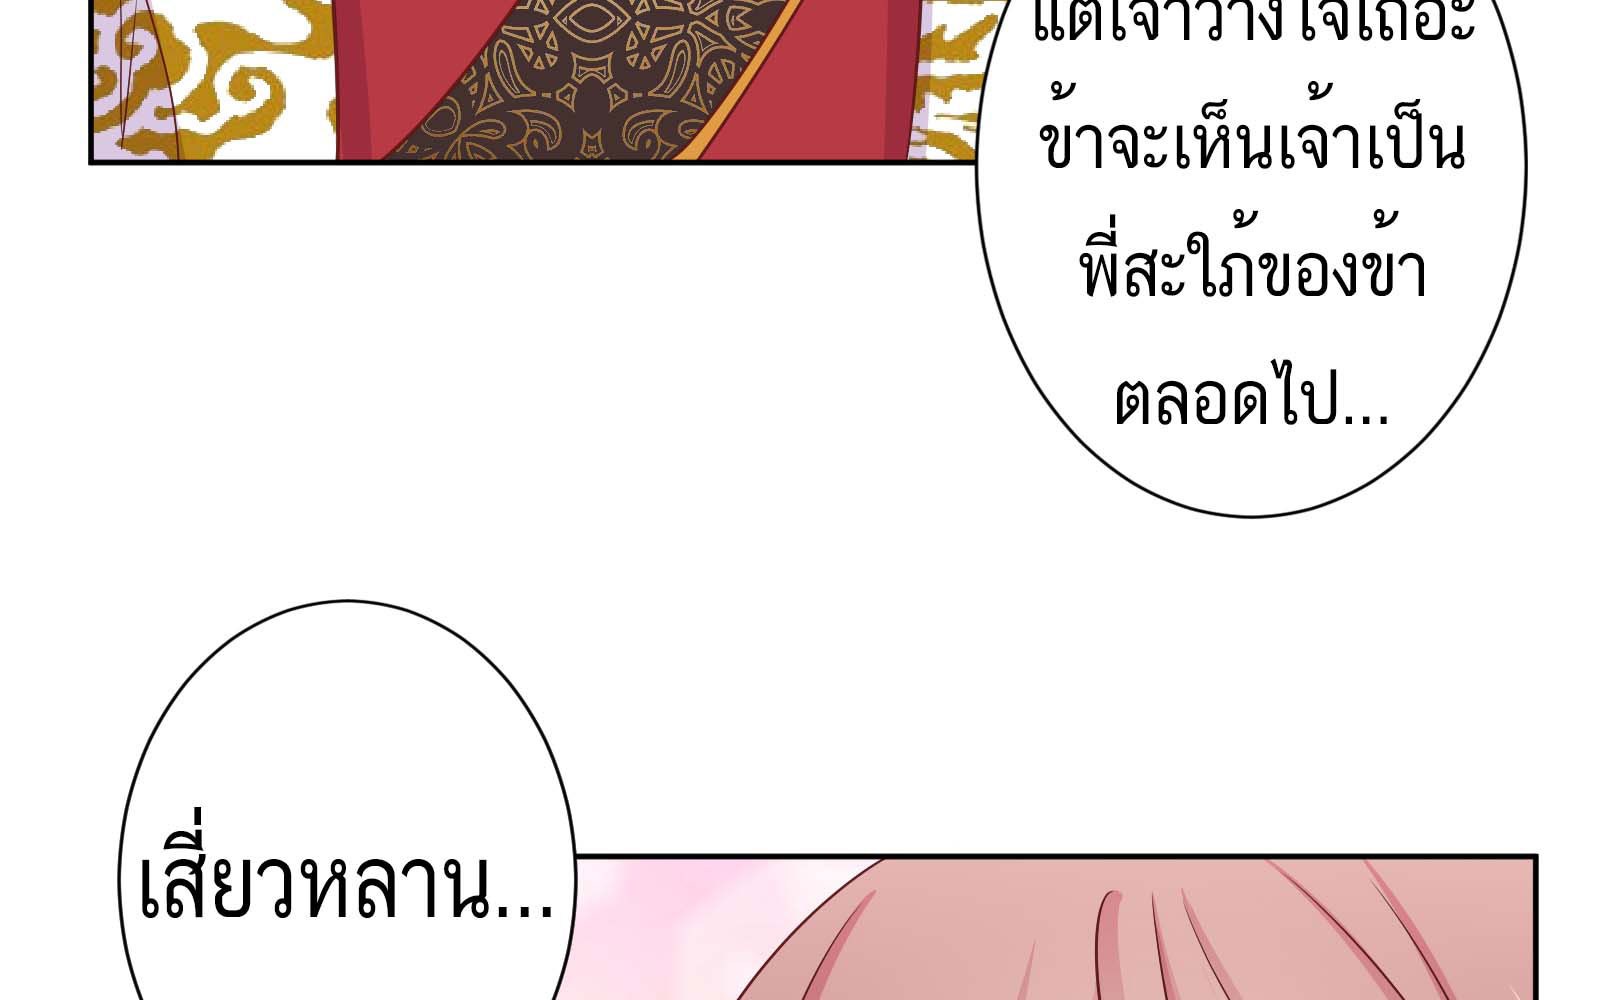 แต่เจ้าวางใจเถอะ
ข้าจะเห็นเจ้าเป็น
พี่สะใภ้ของข้า
ตลอดไป...
เสี่ยวหลาน...